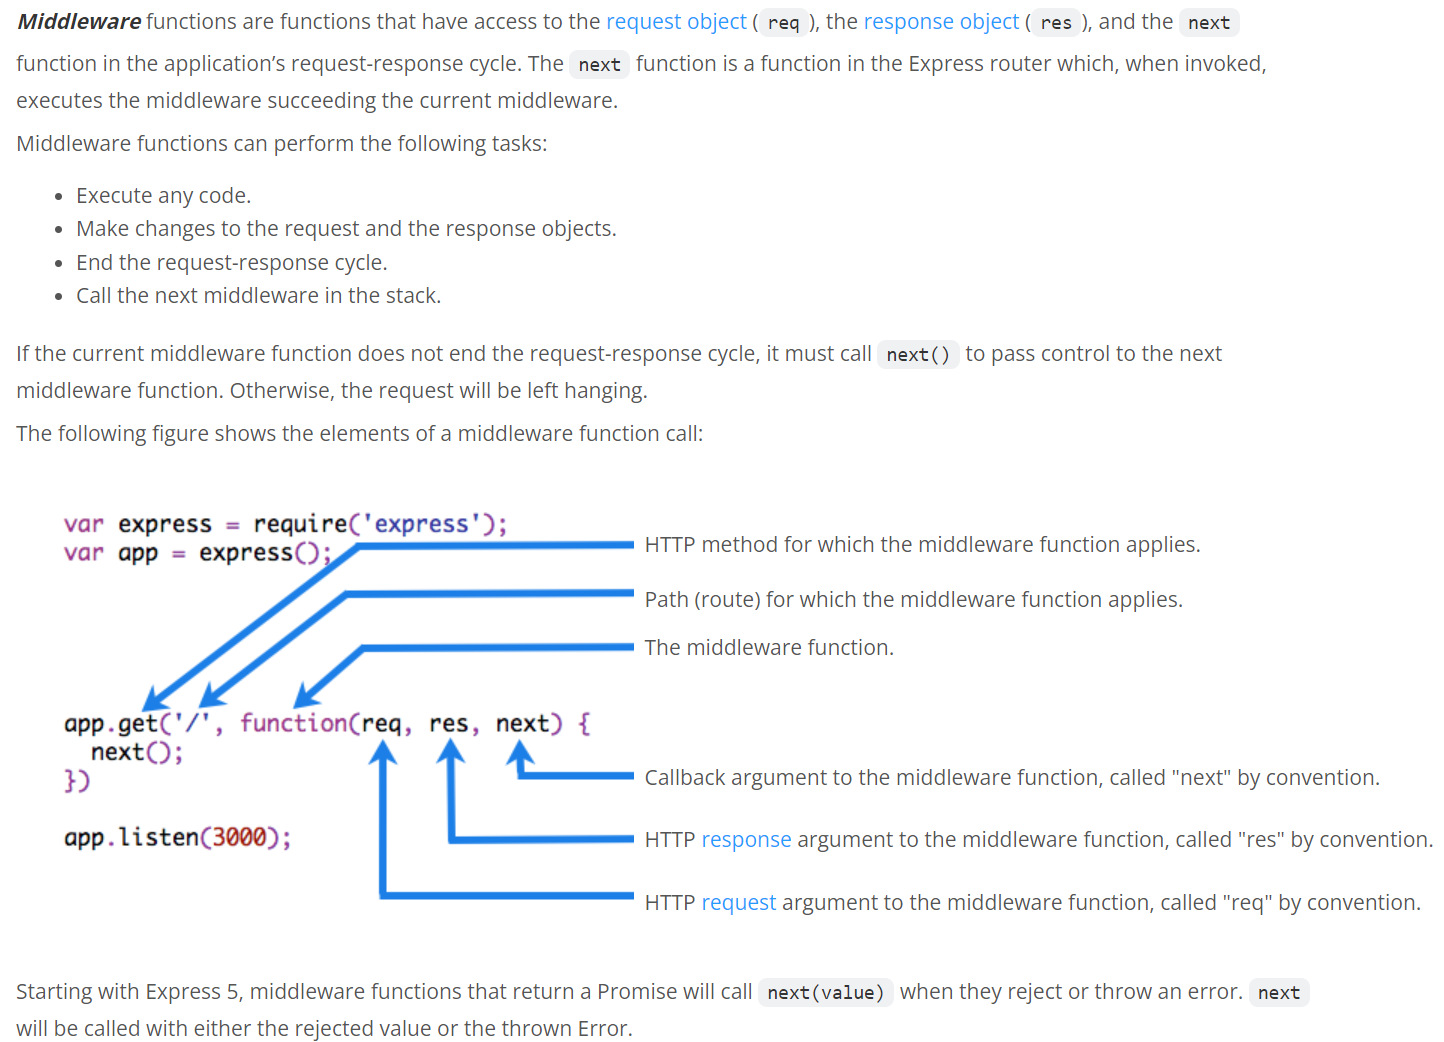 Middleware functions are functions that have access to the request object ( req ), the response object ( res ), and the next
function in the application’s request-response cycle. The next function is a function in the Express router which, when invoked,
executes the middleware succeeding the current middleware.
Middleware functions can perform the following tasks:
• Execute any code.
• Make changes to the request and the response objects.
• End the request-response cycle.
• Call the next middleware in the stack.
If the current middleware function does not end the request-response cycle, it must call next() to pass control to the next
middleware function. Otherwise, the request will be left hanging.
The following figure shows the elements of a middleware function call:
var express = require('express');
var app = express();
HTTP method for which the middleware function applies.
Path (route) for which the middleware function applies.
The middleware function.
app.get('/', function(req, res, next) {
next();
})
app.listen(3000);
Callback argument to the middleware function, called "next" by convention.
HTTP response argument to the middleware function, called "res" by convention.
HTTP request argument to the middleware function, called "req" by convention.
Starting with Express 5, middleware functions that return a Promise will call next(value) when they reject or throw an error. next
will be called with either the rejected value or the thrown Error.